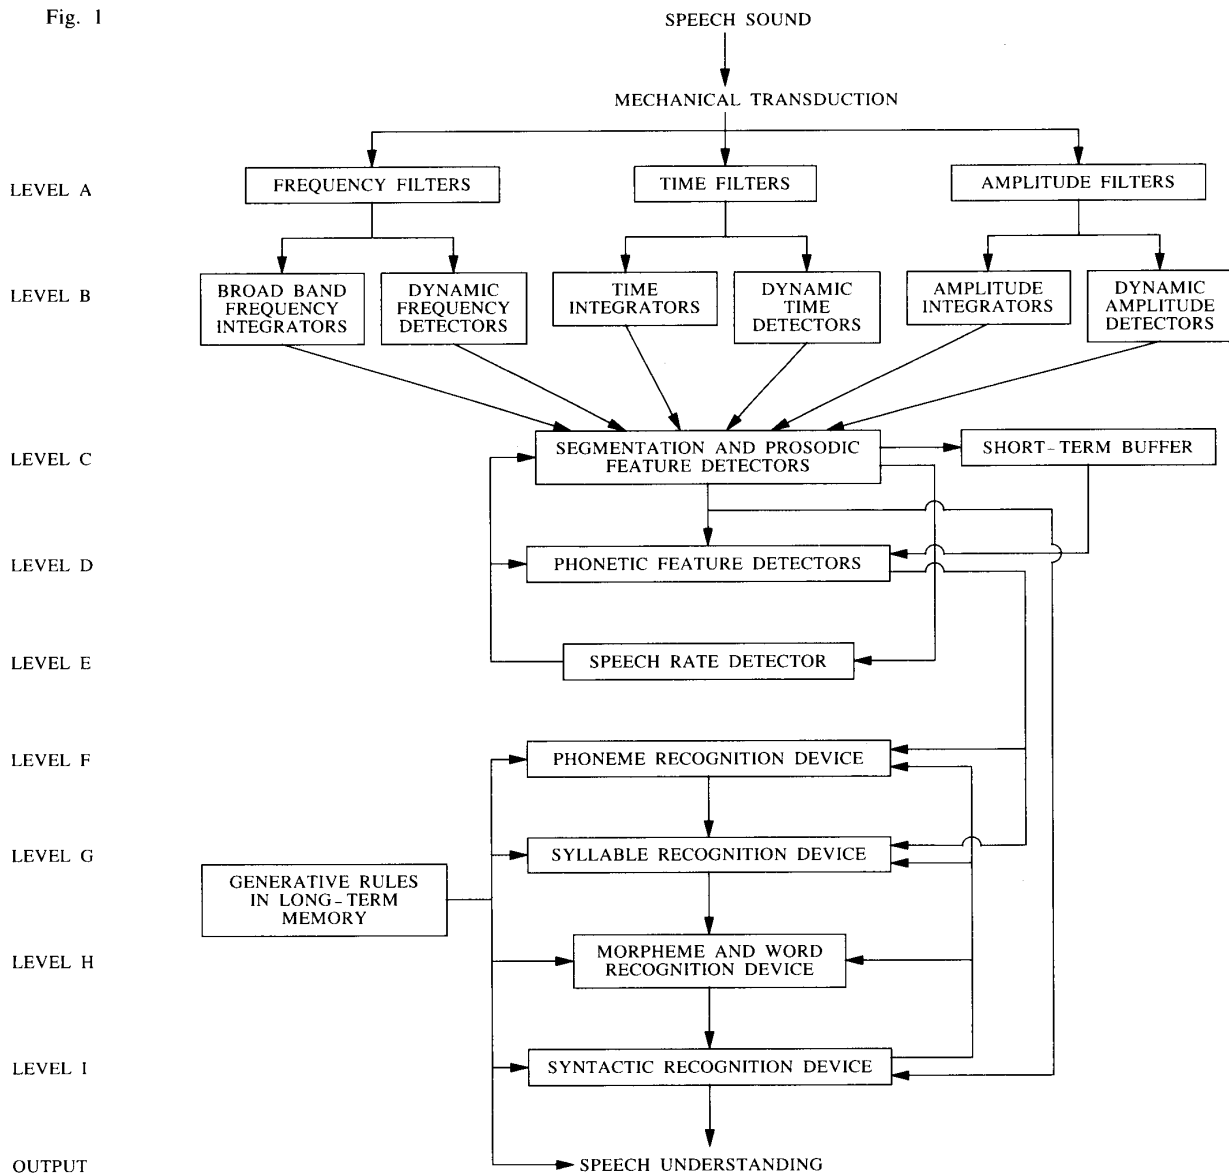 Fig. 1
SPEECH SOUND
MECHANICAL TRANSDUCTION
LEVEL A
FREQUENCY FILTERS
TIME FILTERS
AMPLITUDE FILTERS
LEVEL B
BROAD BAND
FREQUENCY
INTEGRATORS
DYNAMIC
FREQUENCY
DETECTORS
TIME
INTEGRATORS
DYNAMIC
TIME
DETECTORS
AMPLITUDE
INTEGRATORS
DYNAMIC
AMPLITUDE
DETECTORS
LEVEL C
SEGMENTATION AND PROSODIC
FEATURE DETECTORS
SHORT-TERM BUFFER
LEVEL D
PHONETIC FEATURE DETECTORS
LEVEL E
SPEECH RATE DETECTOR
LEVEL F
PHONEME RECOGNITION DEVICE
LEVEL G
SYLLABLE RECOGNITION DEVICE
GENERATIVE RULES
IN LONG-TERM
MEMORY
LEVEL H
MORPHEME AND WORD
RECOGNITION DEVICE
LEVEL I
SYNTACTIC RECOGNITION DEVICE
OUTPUT
SPEECH UNDERSTANDING